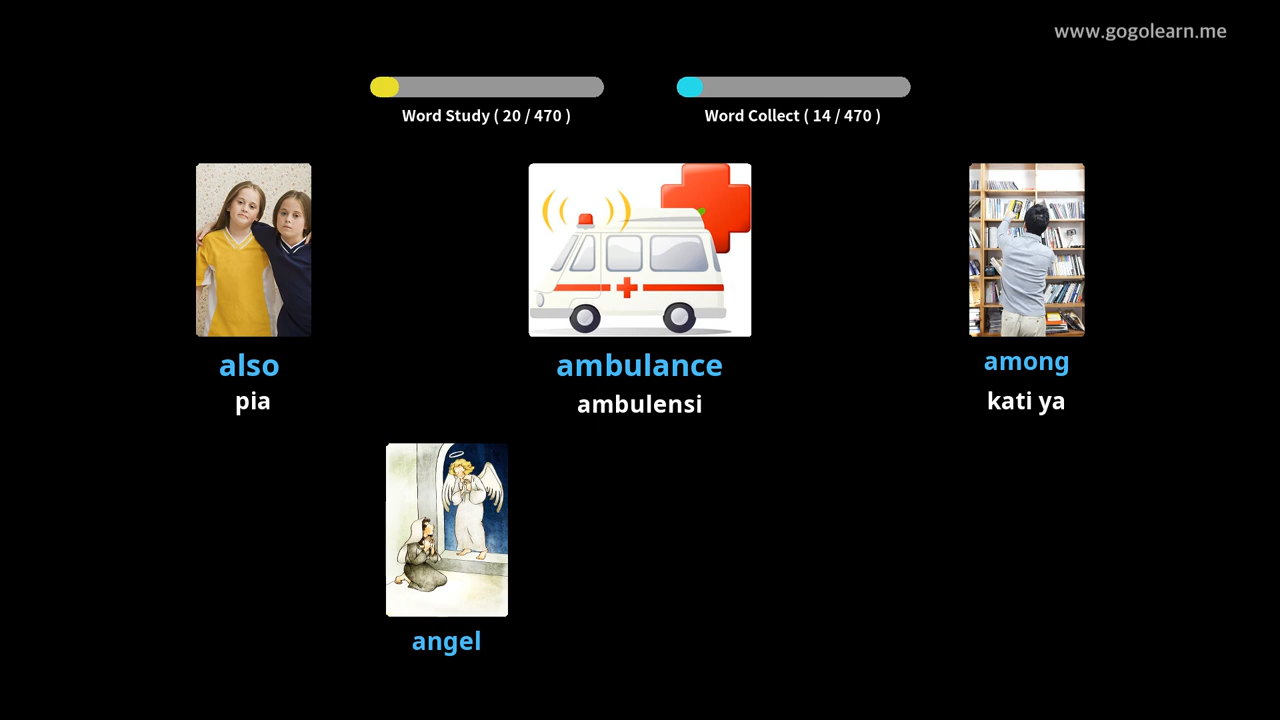 www.gogolearn.me
Word Study ( 20 / 470 )
Word Collect ( 14 / 470 )
also
pia
ambulance
ambulensi
among
kati ya
angel